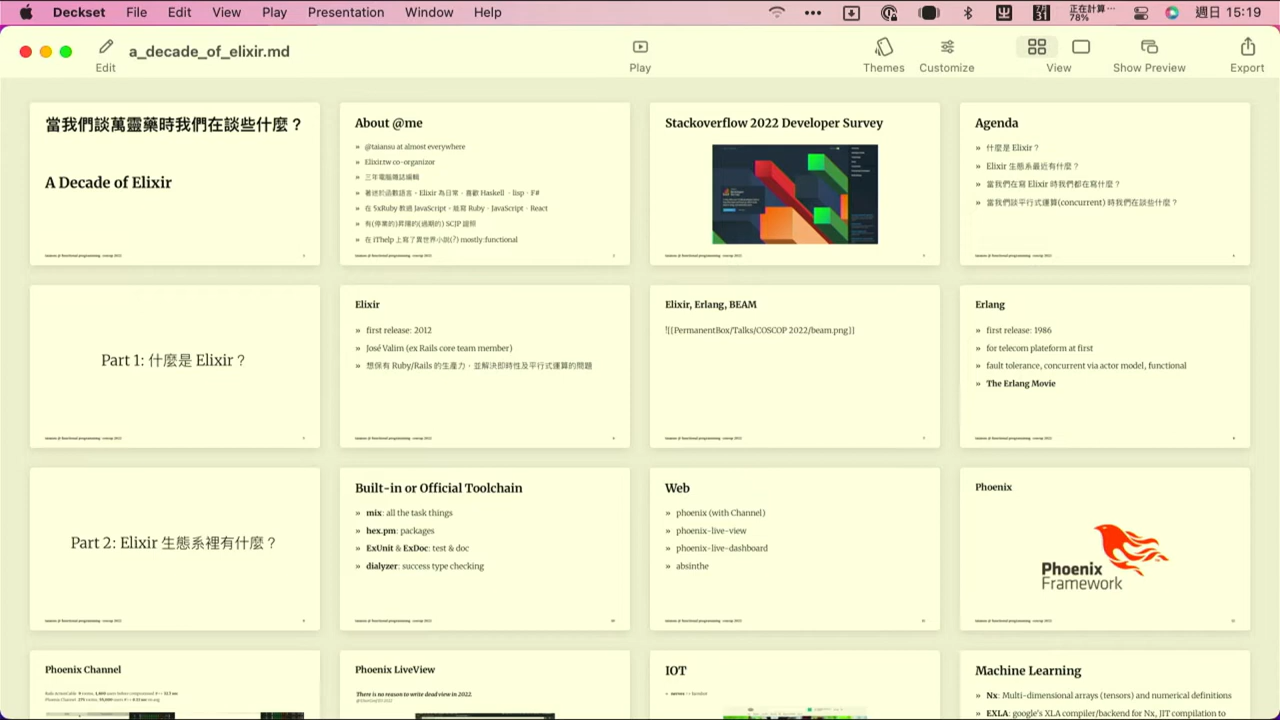 Deckset File Edit View Play Presentation Window Help
7月 31 正在計算… 78% 週日 15:19
a_decade_of_elixir.md
Edit Play Themes Customize View Show Preview Export
當我們談萬靈藥時我們在談些什麼？
A Decade of Elixir
About @me
» @taiansu at almost everywhere
» Elixir.tw co-organizor
» 三年電腦雜誌編輯
» 著迷於函數語言，Elixir 為日常，喜歡 Haskell、lisp、F#
» 在 5xRuby 教過 JavaScript，能寫 Ruby、JavaScript、React
» 有(停業的)昇陽的(過期的) SCJP 證照
» 在 iThelp 上寫了異世界小說(?) mostly:functional
Stackoverflow 2022 Developer Survey
Agenda
» 什麼是 Elixir？
» Elixir 生態系最近有什麼？
» 當我們在寫 Elixir 時我們都在寫什麼？
» 當我們談平行式運算(concurrent) 時我們在談些什麼？
Part 1: 什麼是 Elixir？
Elixir
» first release: 2012
» José Valim (ex Rails core team member)
» 想保有 Ruby/Rails 的生產力，並解決即時性及平行式運算的問題
Elixir, Erlang, BEAM
![[PermanentBox/Talks/COSCOP 2022/beam.png]]
Erlang
» first release: 1986
» for telecom plateform at first
» fault tolerance, concurrent via actor model, functional
» The Erlang Movie
Part 2: Elixir 生態系裡有什麼？
Built-in or Official Toolchain
» mix: all the task things
» hex.pm: packages
» ExUnit & ExDoc: test & doc
» dialyzer: success type checking
Web
» phoenix (with Channel)
» phoenix-live-view
» phoenix-live-dashboard
» absinthe
Phoenix
Phoenix
Framework
Phoenix Channel
Phoenix LiveView
There is no reason to write dead view in 2022.
IOT
Machine Learning
» Nx: Multi-dimensional arrays (tensors) and numerical definitions
» EXLA: google's XLA compiler/backend for Nx, JIT compilation to